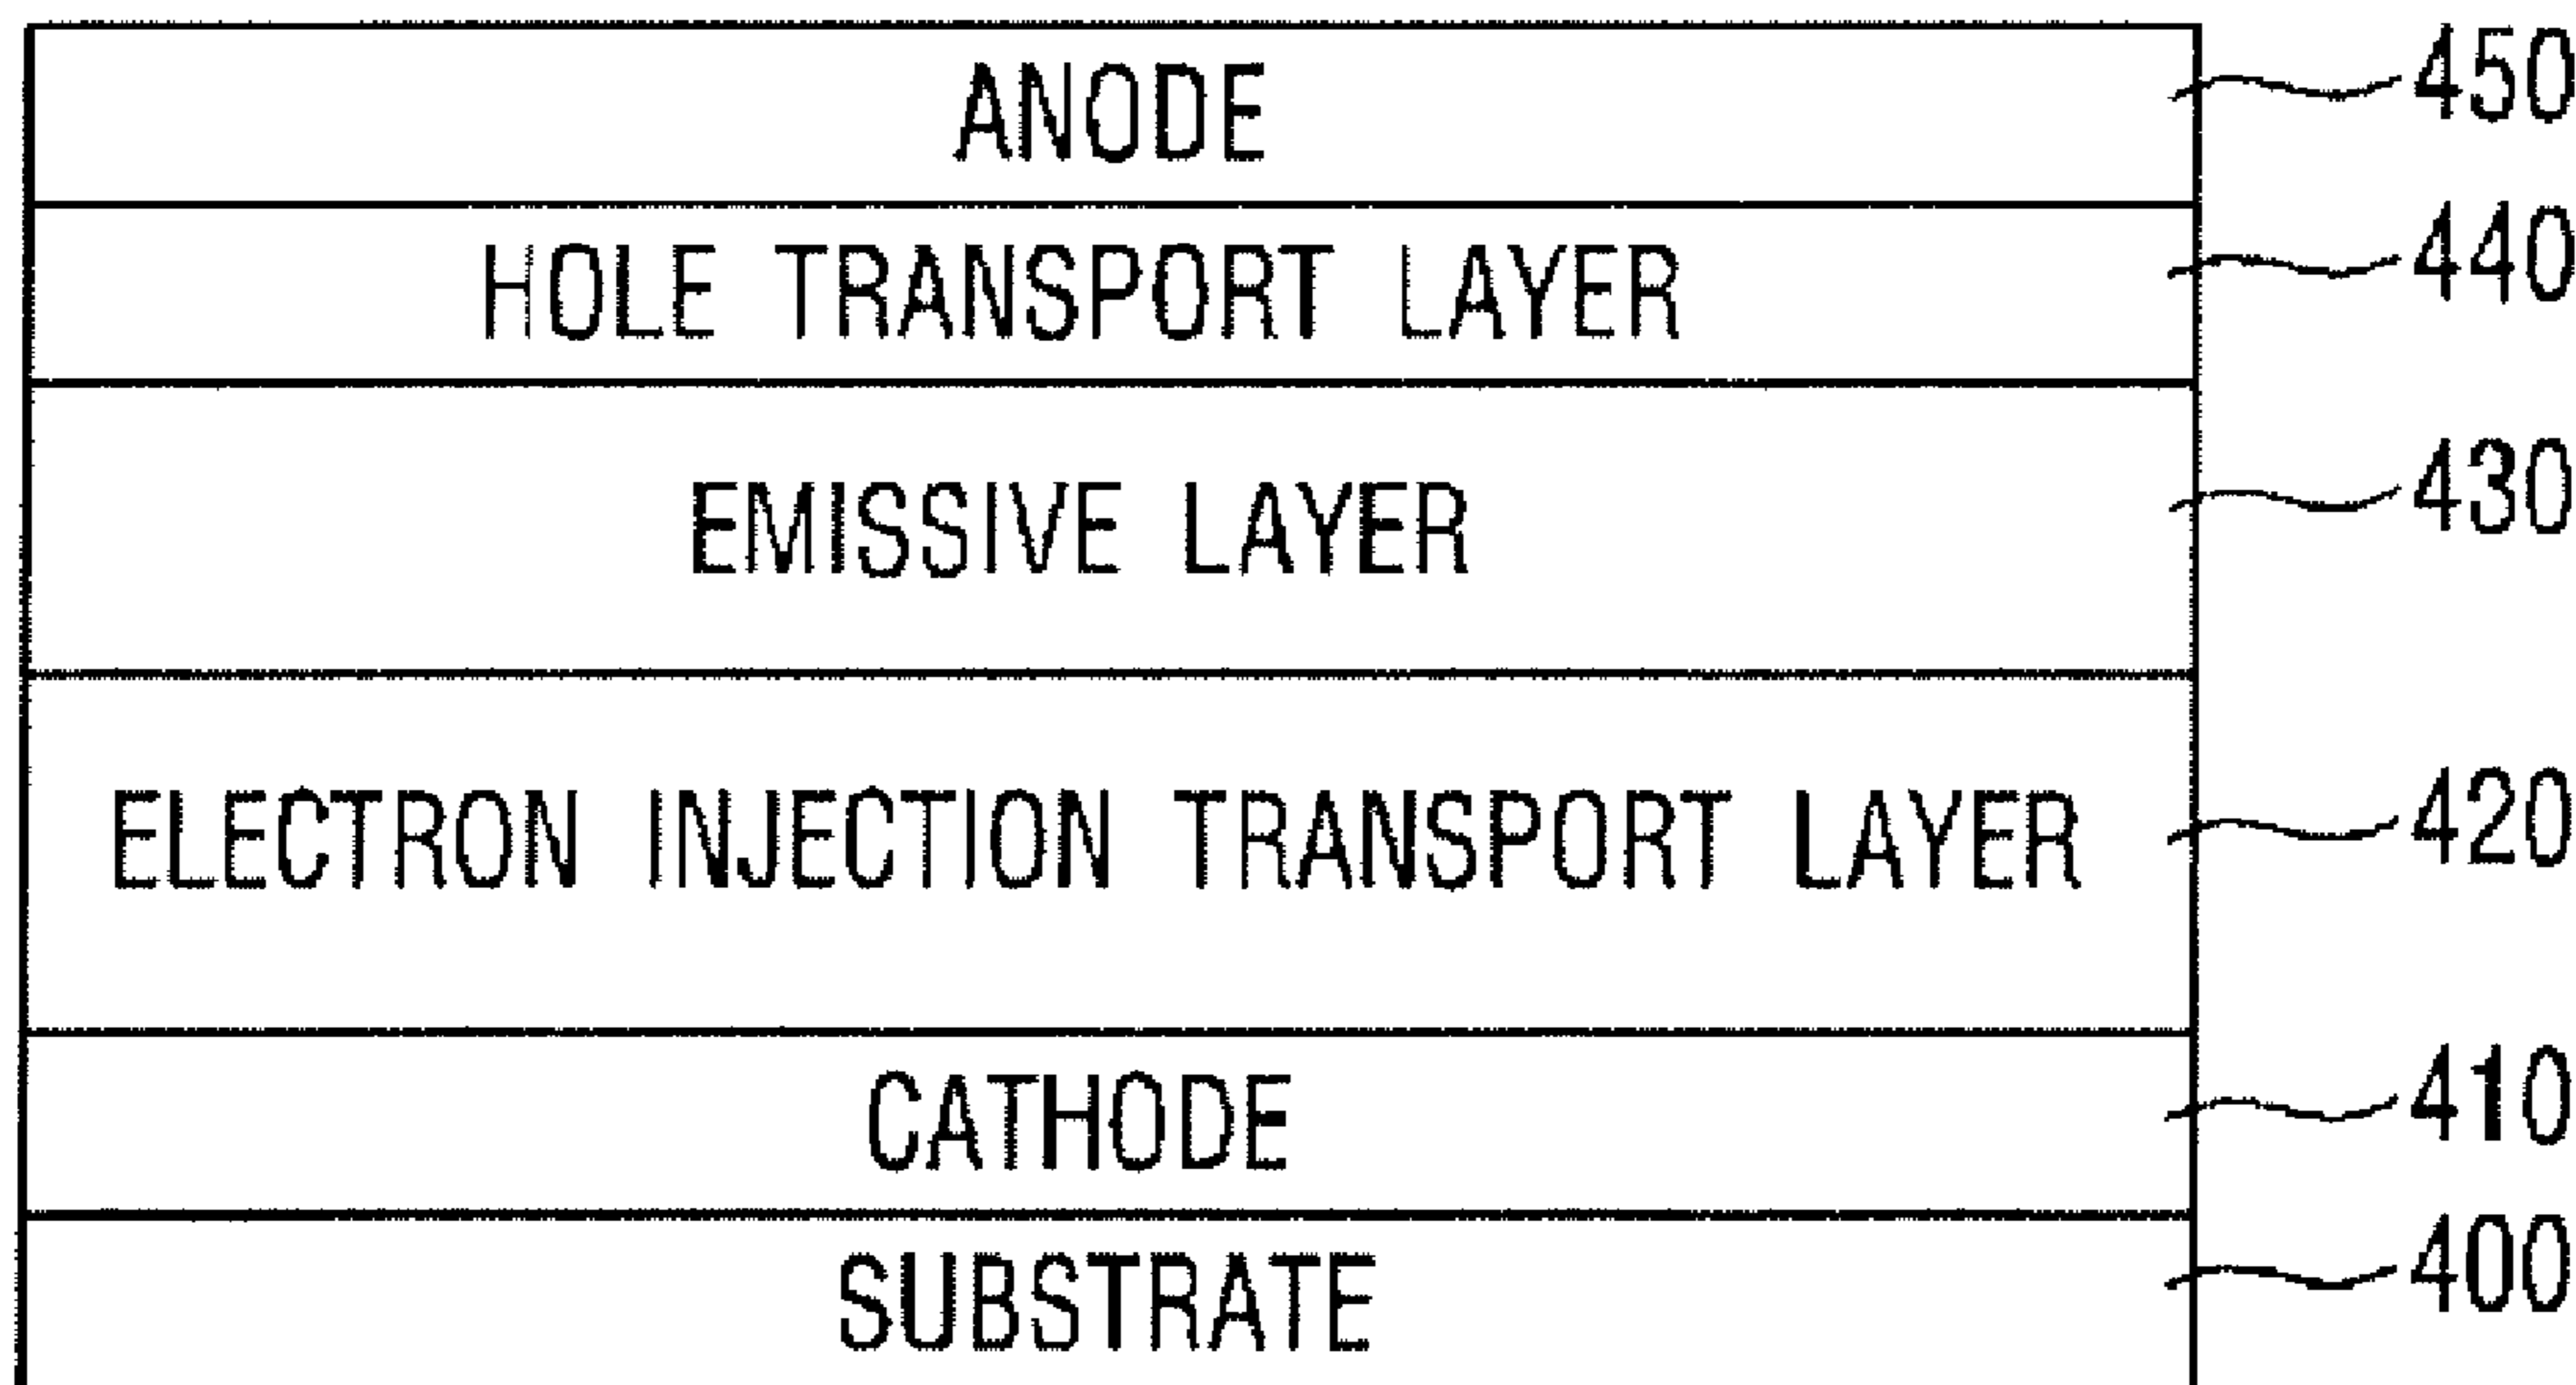 ANODE 450
HOLE TRANSPORT LAYER 440
EMISSIVE LAYER 430
ELECTRON INJECTION TRANSPORT LAYER 420
CATHODE 410
SUBSTRATE 400